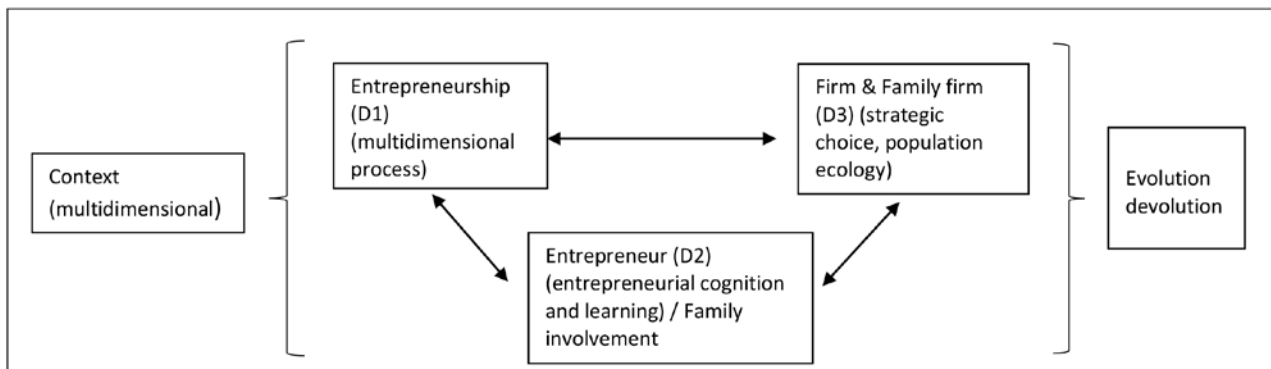 Context
(multidimensional)
Entrepreneurship
(D1)
(multidimensional
process)
Firm & Family firm
(D3) (strategic
choice, population
ecology)
Entrepreneur (D2)
(entrepreneurial cognition
and learning) / Family
involvement
Evolution
devolution